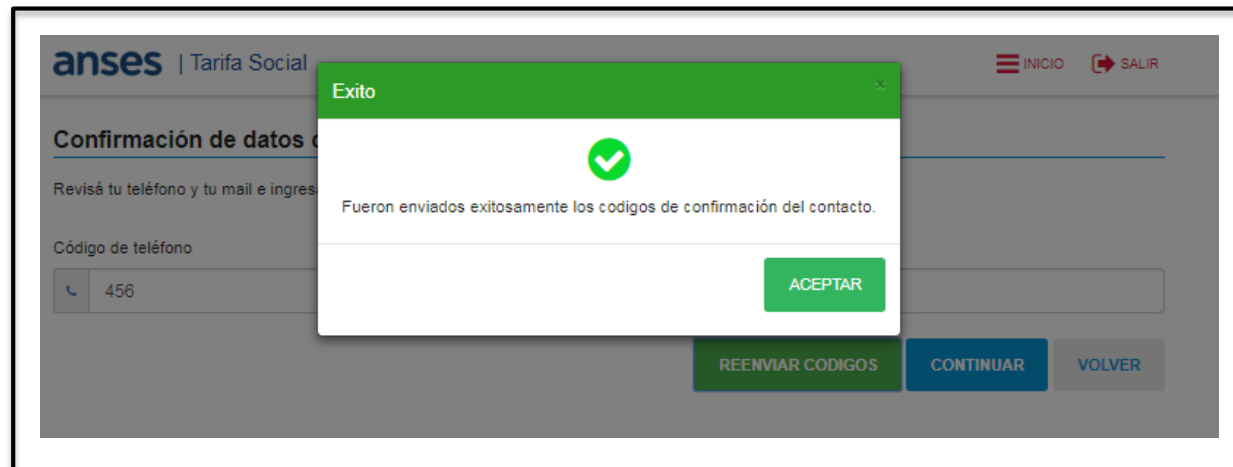 anses | Tarifa Social
INICIO
SALIR
Exito
×
Confirmación de datos
Revisá tu teléfono y tu mail e
Fueron enviados exitosamente los codigos de confirmación del contacto.
Código de teléfono
456
ACEPTAR
REENVIAR CODIGOS
CONTINUAR
VOLVER